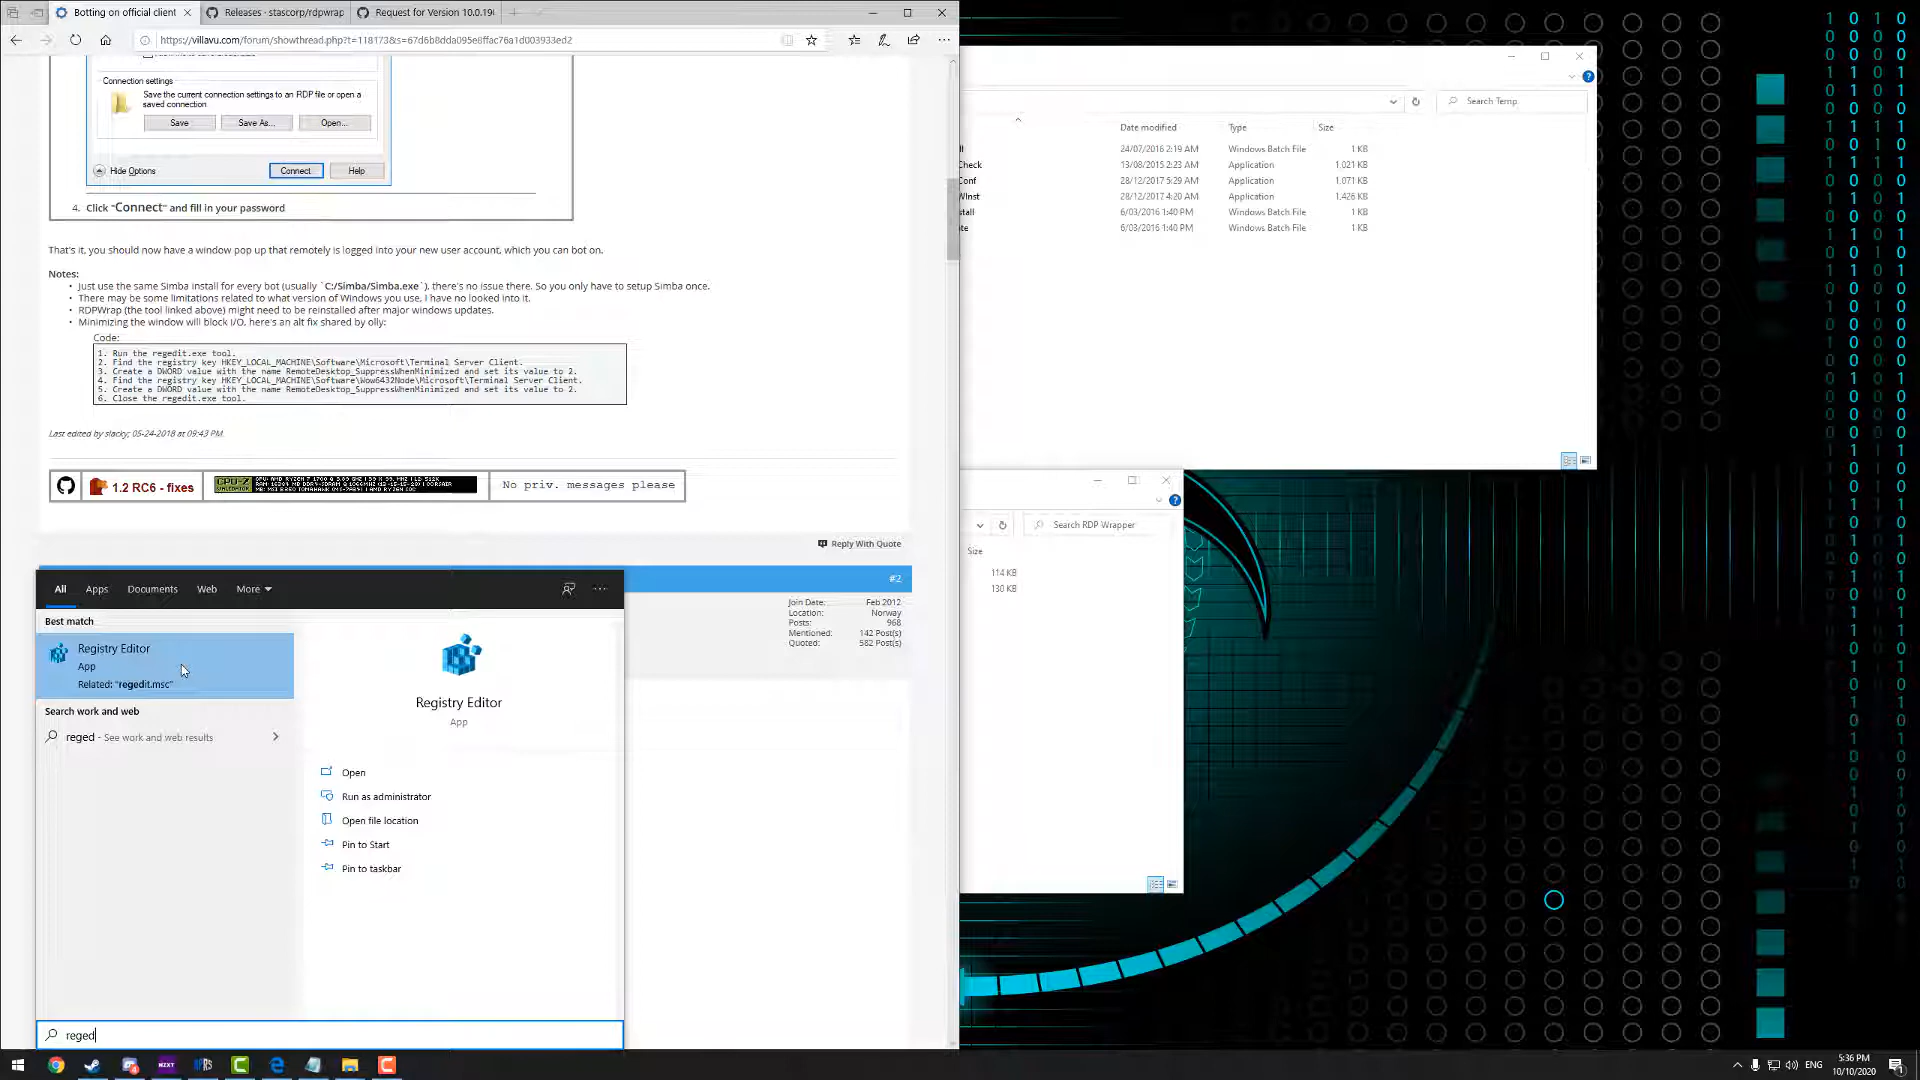 Botting on official client
Releases - stascorp/rdpwrap
Request for Version 10.0.190
https://villavu.com/forum/showthread.php?t=118173&s=67d6b8dda095e8ffac76a1d003933ed2
Connection settings
Save the current connection settings to an RDP file or open a
saved connection
Save
Save As...
Open...
Hide Options
Connect
Help
4. Click "Connect" and fill in your password
That's it, you should now have a window pop up that remotely is logged into your new user account, which you can bot on.
Notes:
Just use the same Simba install for every bot (usually `C:/Simba/Simba.exe`), there's no issue there. So you only have to setup Simba once.
There may be some limitations related to what version of Windows you use, I have no looked into it.
RDPWrap (the tool linked above) might need to be reinstalled after major windows updates.
Minimizing the window will block I/O, here's an alt fix shared by olly:
Code:
1. Run the regedit.exe tool.
2. Find the registry key HKEY_LOCAL_MACHINE\Software\Microsoft\Terminal Server Client.
3. Create a DWORD value with the name RemoteDesktop_SuppressWhenMinimized and set its value to 2.
4. Find the registry key HKEY_LOCAL_MACHINE\Software\Wow6432Node\Microsoft\Terminal Server Client.
5. Create a DWORD value with the name RemoteDesktop_SuppressWhenMinimized and set its value to 2.
6. Close the regedit.exe tool.
Last edited by slacky; 05-24-2018 at 09:43 PM.
1.2 RC6 - fixes
CPU-Z
No priv. messages please
Reply With Quote
#2
Join Date: Feb 2012
Location: Norway
Posts: 968
Mentioned: 142 Post(s)
Quoted: 582 Post(s)
All
Apps
Documents
Web
More
Best match
Registry Editor
App
Related: "regedit.msc"
Search work and web
reged - See work and web results
Registry Editor
App
Open
Run as administrator
Open file location
Pin to Start
Pin to taskbar
reged
Search Temp
Date modified
Type
Size
ll
24/07/2016 2:19 AM
Windows Batch File
1 KB
Check
13/08/2015 2:23 AM
Application
1.021 KB
Conf
28/12/2017 5:29 AM
Application
1.071 KB
WInst
28/12/2017 4:20 AM
Application
1.426 KB
stall
6/03/2016 1:40 PM
Windows Batch File
1 KB
te
6/03/2016 1:40 PM
Windows Batch File
1 KB
Search RDP Wrapper
Size
114 KB
130 KB
NZXT
ENG
5:36 PM
10/10/2020